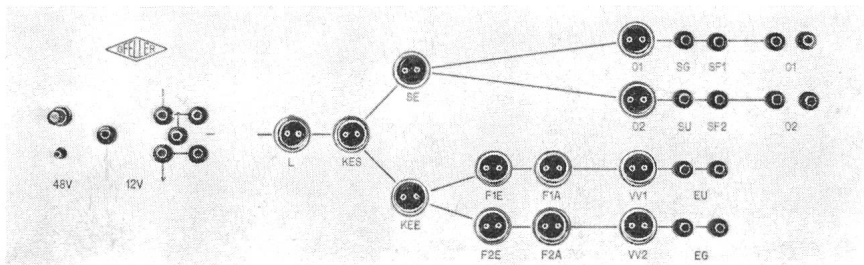 GFELLER
O1 SG SF1 O1
SE
O2 SU SF2 O2
L KES
48V 12V
F1E F1A VV1 EU
KEE
F2E F2A VV2 EG